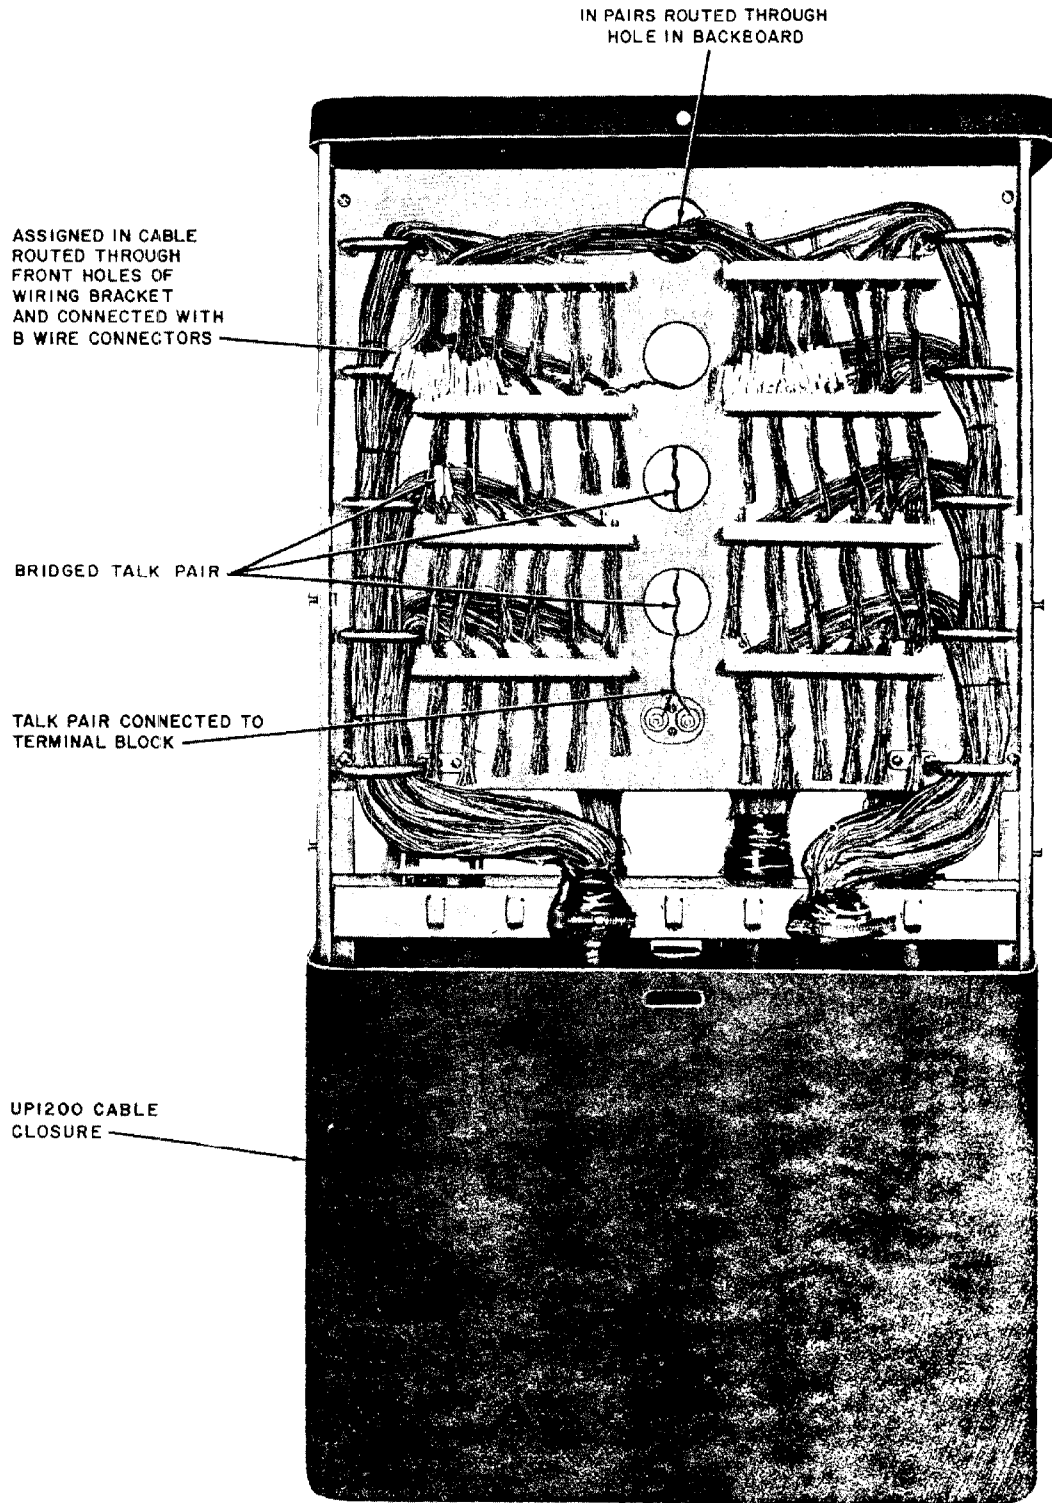 IN PAIRS ROUTED THROUGH
HOLE IN BACKBOARD
ASSIGNED IN CABLE
ROUTED THROUGH
FRONT HOLES OF
WIRING BRACKET
AND CONNECTED WITH
B WIRE CONNECTORS
BRIDGED TALK PAIR
TALK PAIR CONNECTED TO
TERMINAL BLOCK
UP1200 CABLE
CLOSURE